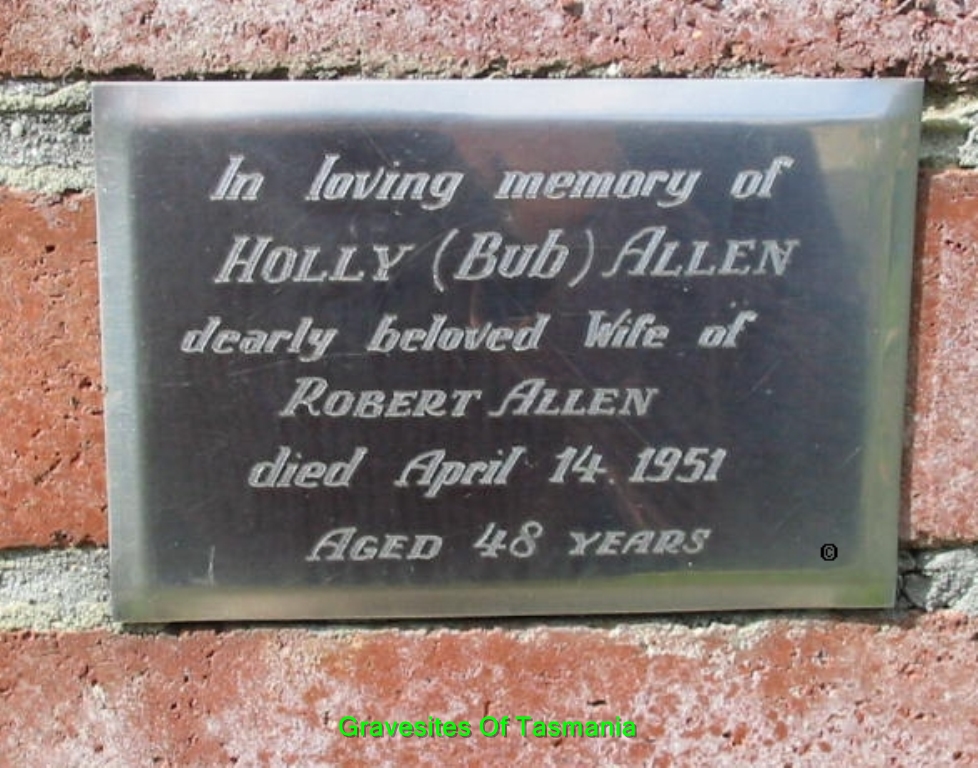 In loving memory of
HOLLY (Bub) ALLEN
dearly beloved Wife of
ROBERT ALLEN
died April 14. 1951
AGED 48 YEARS
©
Gravesites Of Tasmania